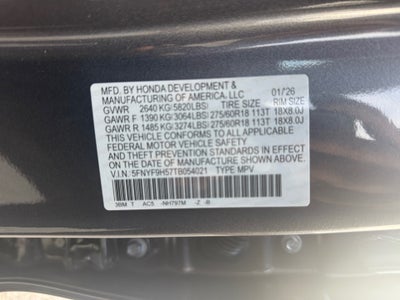 MFD. BY HONDA DEVELOPMENT & 01/26
MANUFACTURING OF AMERICA, LLC
GVWR 2640 KG(5820LBS) TIRE SIZE RIM SIZE
GAWR F 1390 KG(3064LBS) 275/60R18 113T 18X8.0J
GAWR R 1485 KG(3274LBS) 275/60R18 113T 18X8.0J
THIS VEHICLE CONFORMS TO ALL APPLICABLE
FEDERAL MOTOR VEHICLE SAFETY STANDARDS IN
EFFECT ON THE DATE OF MANUFACTURE SHOWN ABOVE.
V.I.N: 5FNYF9H57TB054021 TYPE MPV
3BM T AC5 -NH797M -Z -B